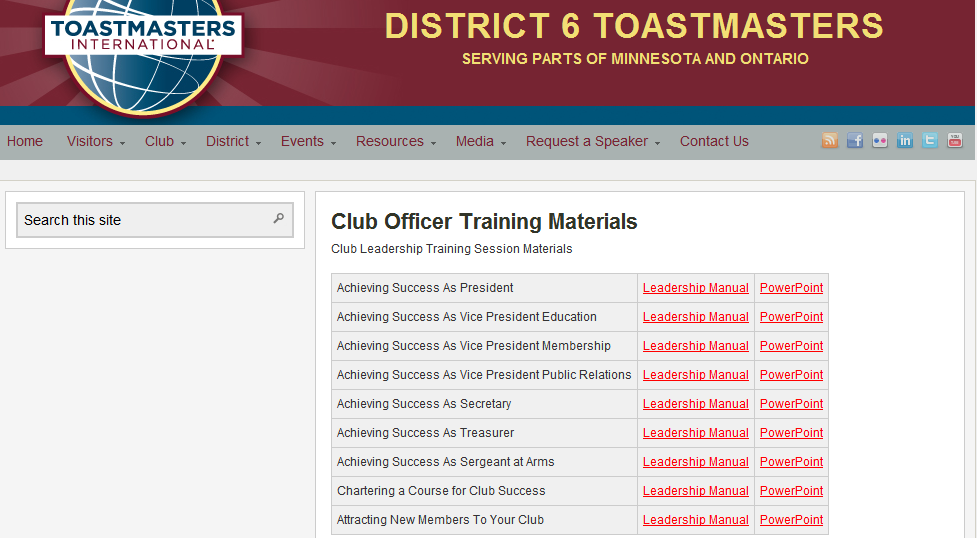 TOASTMASTERS
INTERNATIONAL
DISTRICT 6 TOASTMASTERS
SERVING PARTS OF MINNESOTA AND ONTARIO
Home Visitors Club District Events Resources Media Request a Speaker Contact Us
Search this site
Club Officer Training Materials
Club Leadership Training Session Materials
Achieving Success As President Leadership Manual PowerPoint
Achieving Success As Vice President Education Leadership Manual PowerPoint
Achieving Success As Vice President Membership Leadership Manual PowerPoint
Achieving Success As Vice President Public Relations Leadership Manual PowerPoint
Achieving Success As Secretary Leadership Manual PowerPoint
Achieving Success As Treasurer Leadership Manual PowerPoint
Achieving Success As Sergeant at Arms Leadership Manual PowerPoint
Chartering a Course for Club Success Leadership Manual PowerPoint
Attracting New Members To Your Club Leadership Manual PowerPoint